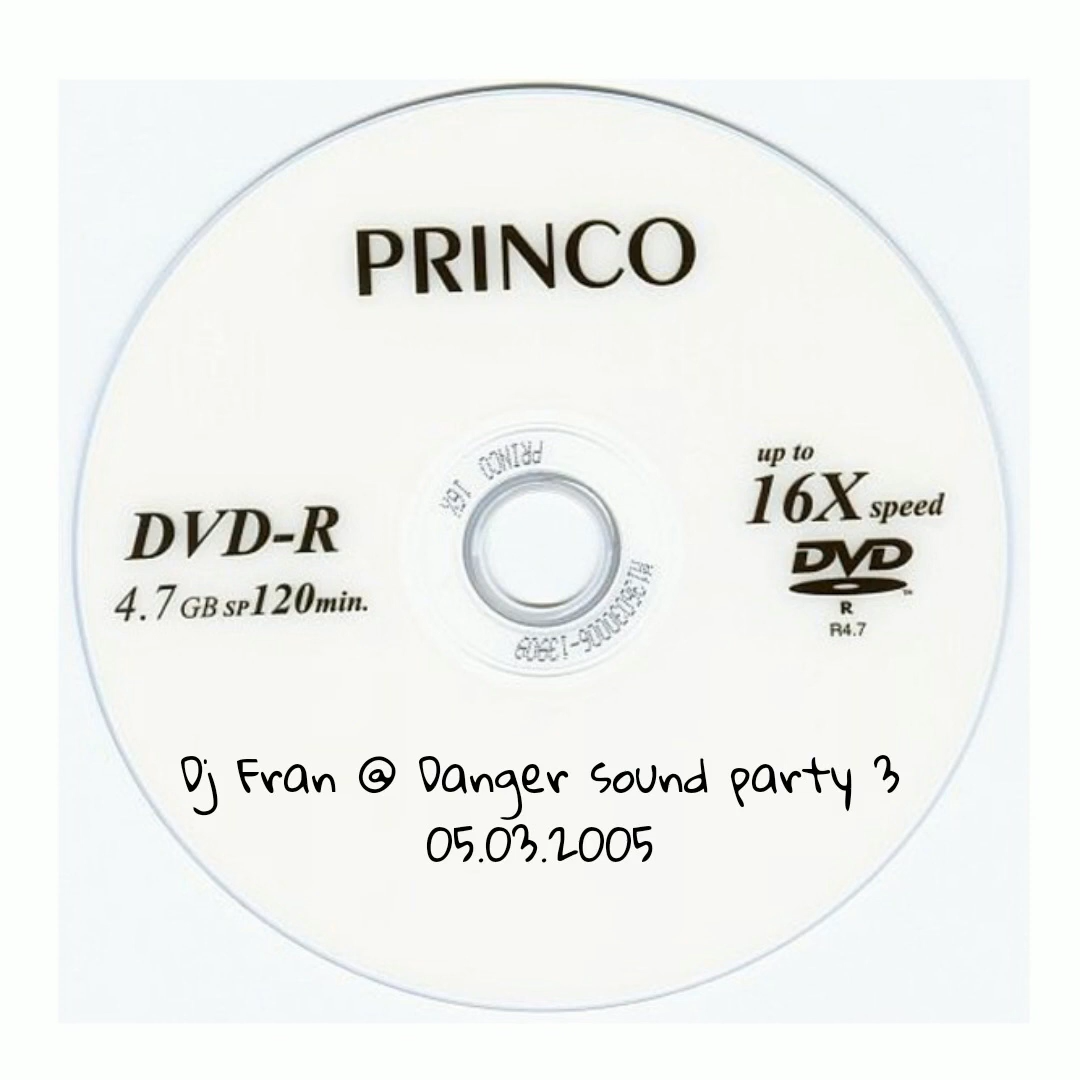 PRINCO
PRINCO 16X
up to
16X speed
DVD-R
DVD
4.7 GB SP 120min.
R
R4.7
Dj Fran @ Danger Sound party 3
05.03.2005